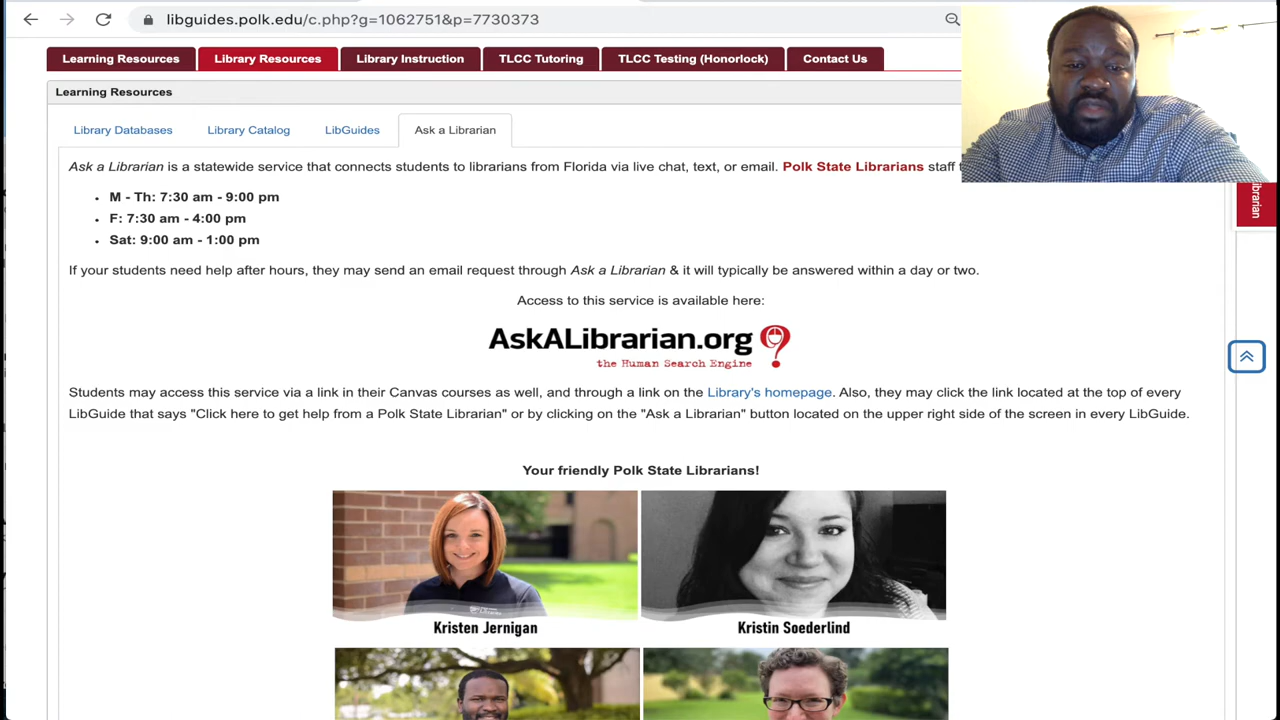 libguides.polk.edu/c.php?g=1062751&p=7730373
Learning Resources Library Resources Library Instruction TLCC Tutoring TLCC Testing (Honorlock) Contact Us
Learning Resources
Library Databases Library Catalog LibGuides Ask a Librarian
Ask a Librarian is a statewide service that connects students to librarians from Florida via live chat, text, or email. Polk State Librarians staff
• M - Th: 7:30 am - 9:00 pm
• F: 7:30 am - 4:00 pm
• Sat: 9:00 am - 1:00 pm
If your students need help after hours, they may send an email request through Ask a Librarian & it will typically be answered within a day or two.
Access to this service is available here:
AskALibrarian.org
the Human Search Engine
Students may access this service via a link in their Canvas courses as well, and through a link on the Library's homepage. Also, they may click the link located at the top of every
LibGuide that says "Click here to get help from a Polk State Librarian" or by clicking on the "Ask a Librarian" button located on the upper right side of the screen in every LibGuide.
Your friendly Polk State Librarians!
Kristen Jernigan Kristin Soederlind